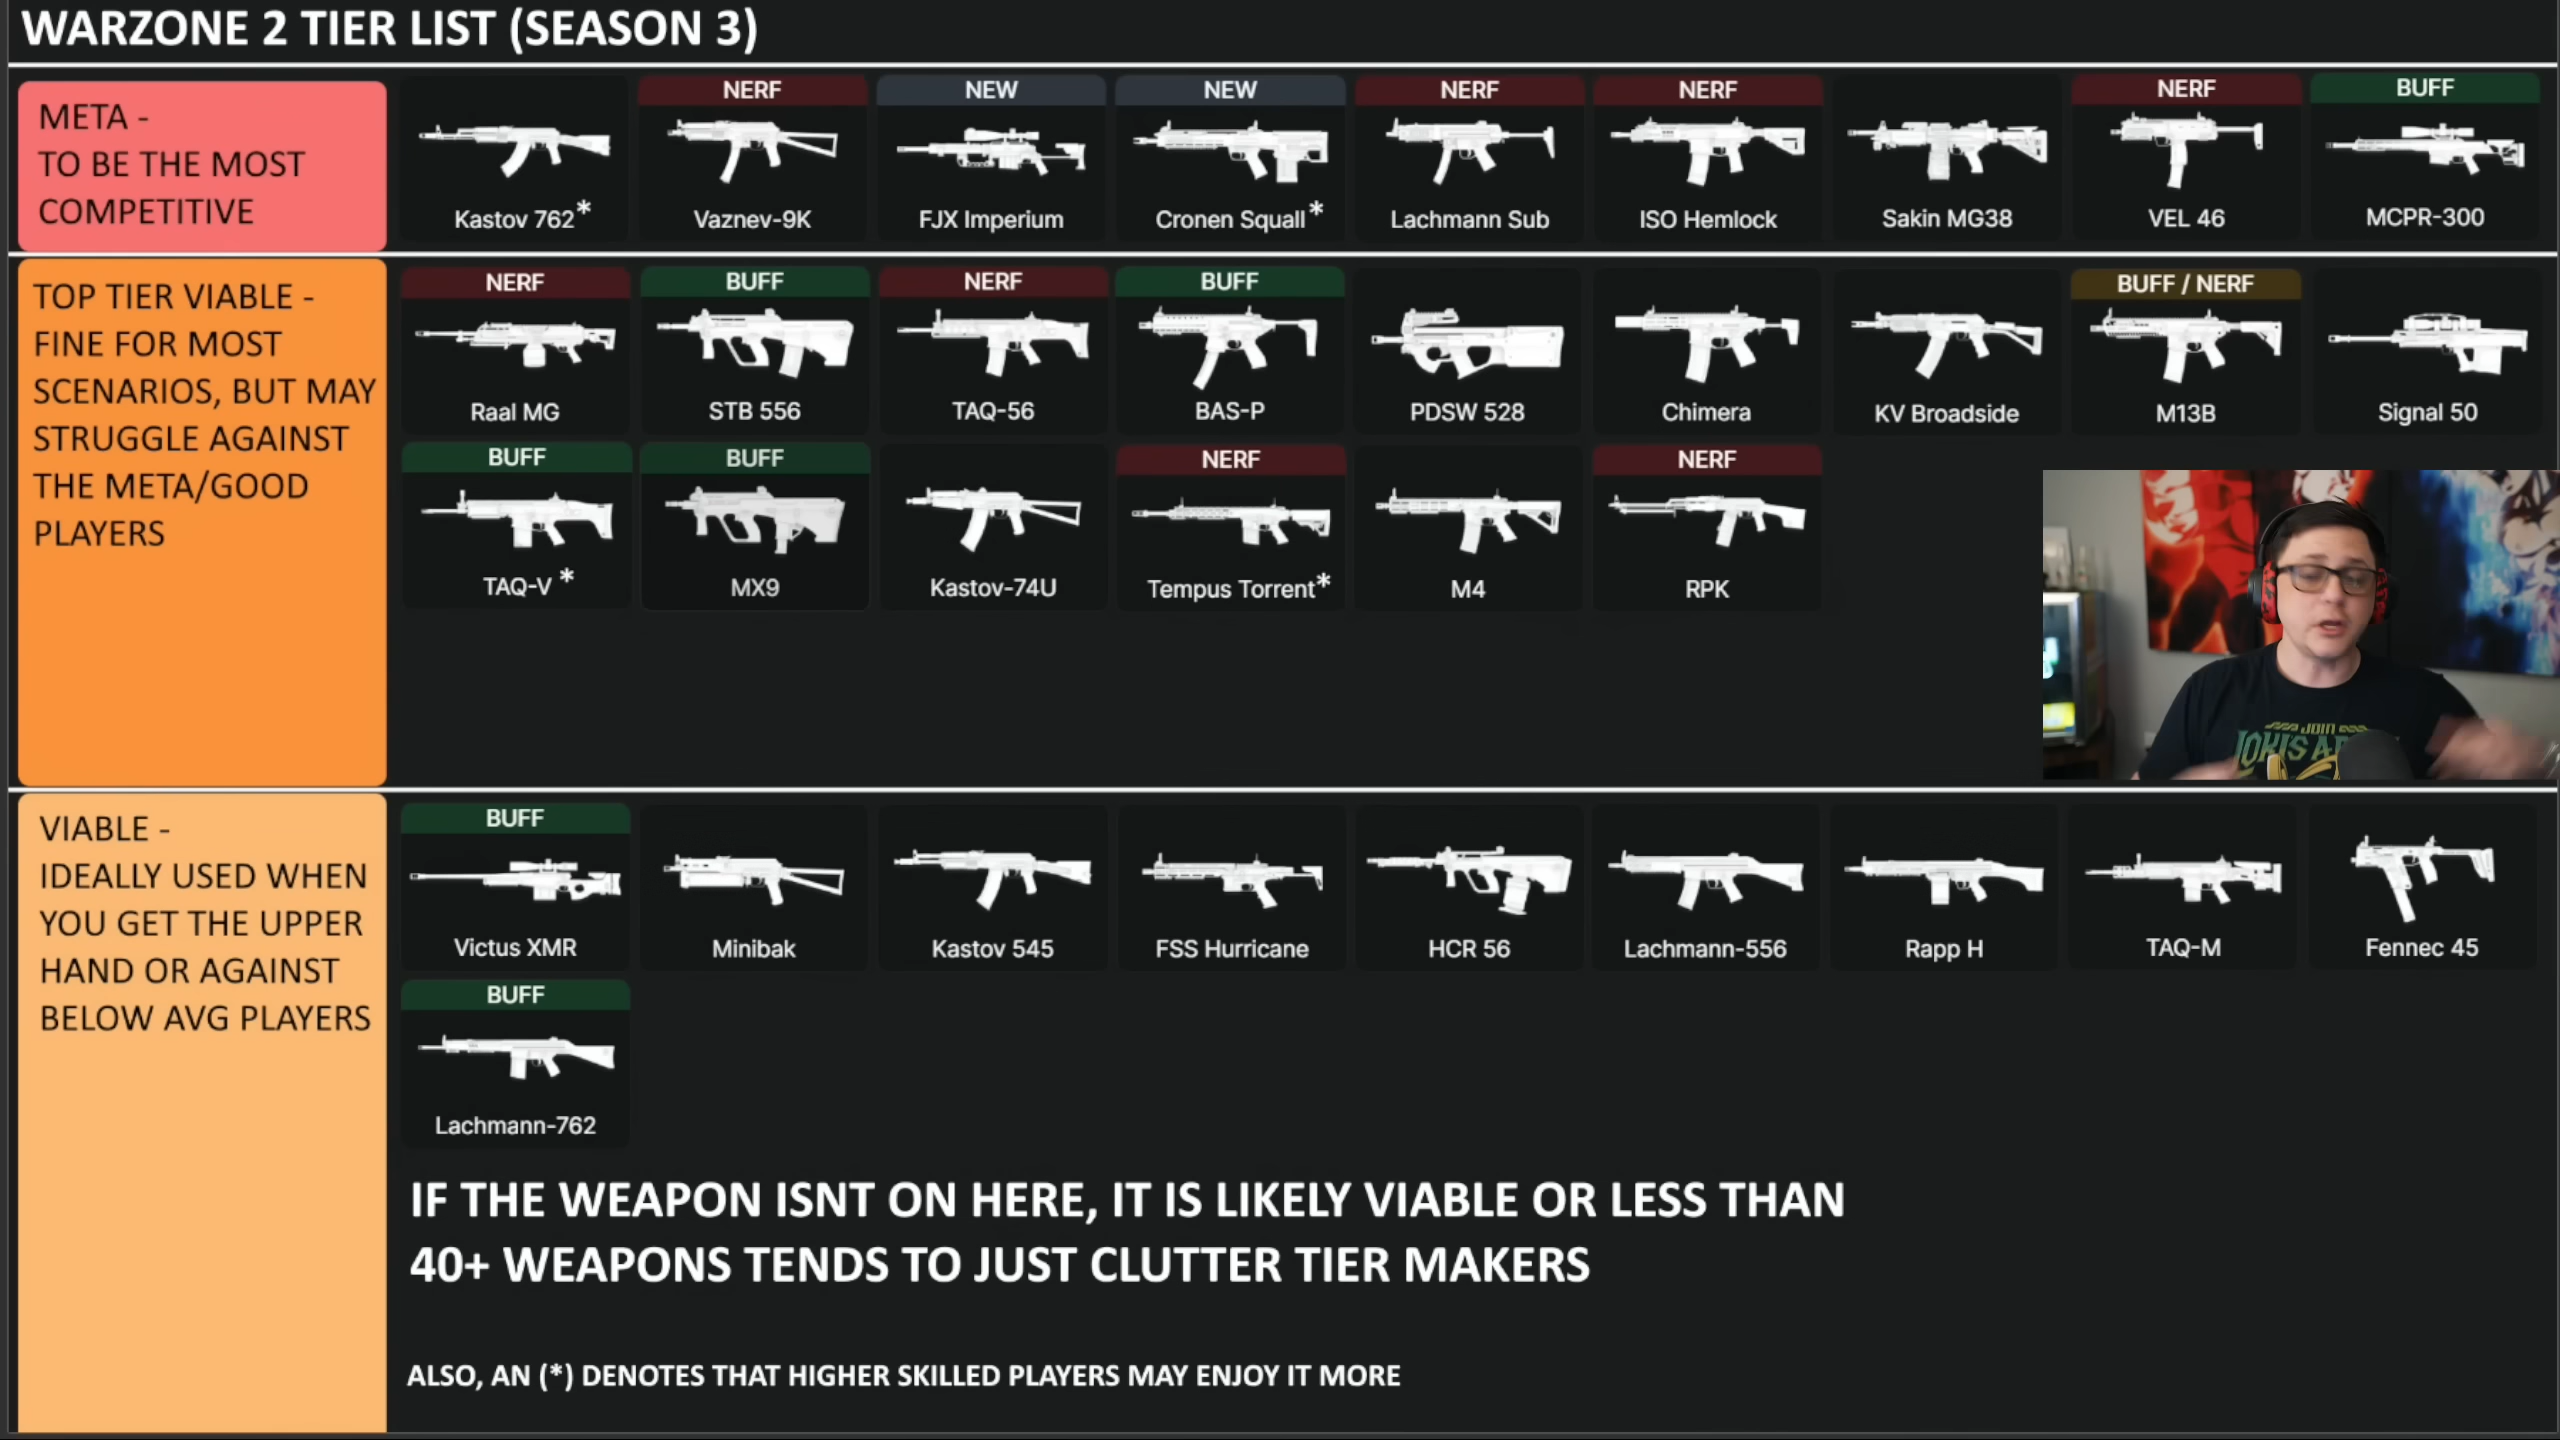 WARZONE 2 TIER LIST (SEASON 3)
META -
TO BE THE MOST
COMPETITIVE
NERF
NEW
NEW
NERF
NERF
NERF
BUFF
Kastov 762*
Vaznev-9K
FJX Imperium
Cronen Squall*
Lachmann Sub
ISO Hemlock
Sakin MG38
VEL 46
MCPR-300
TOP TIER VIABLE -
FINE FOR MOST
SCENARIOS, BUT MAY
STRUGGLE AGAINST
THE META/GOOD
PLAYERS
NERF
BUFF
NERF
BUFF
BUFF / NERF
Raal MG
STB 556
TAQ-56
BAS-P
PDSW 528
Chimera
KV Broadside
M13B
Signal 50
BUFF
BUFF
NERF
NERF
TAQ-V *
MX9
Kastov-74U
Tempus Torrent*
M4
RPK
JOIN
LOKIS
VIABLE -
IDEALLY USED WHEN
YOU GET THE UPPER
HAND OR AGAINST
BELOW AVG PLAYERS
BUFF
Victus XMR
Minibak
Kastov 545
FSS Hurricane
HCR 56
Lachmann-556
Rapp H
TAQ-M
Fennec 45
BUFF
Lachmann-762
IF THE WEAPON ISNT ON HERE, IT IS LIKELY VIABLE OR LESS THAN
40+ WEAPONS TENDS TO JUST CLUTTER TIER MAKERS
ALSO, AN (*) DENOTES THAT HIGHER SKILLED PLAYERS MAY ENJOY IT MORE